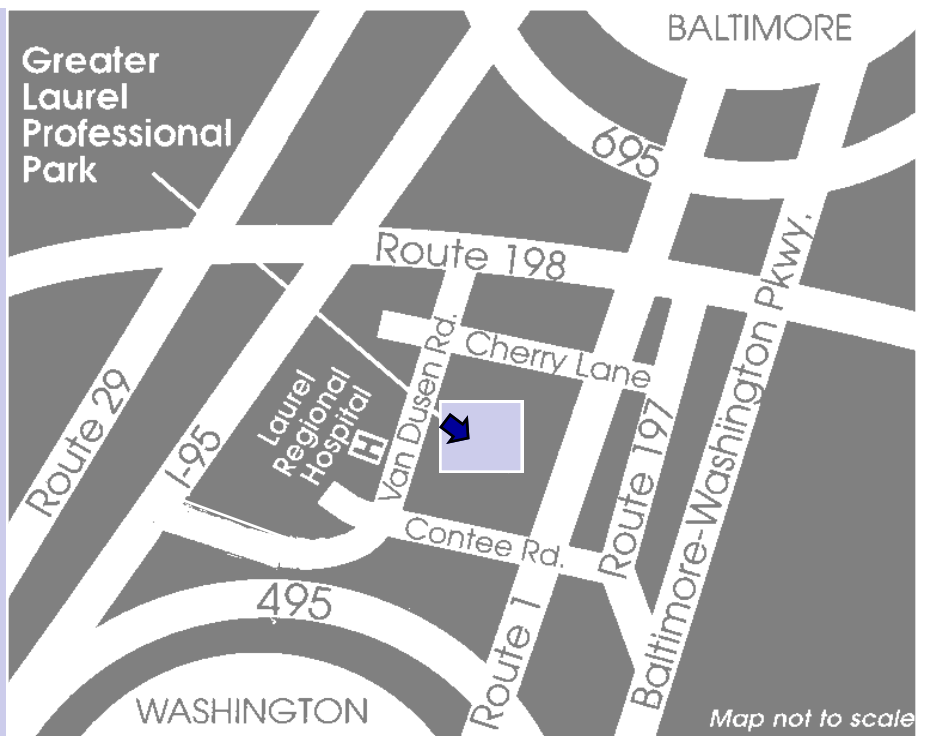 BALTIMORE
Greater
Laurel
Professional
Park
695
Route 198
Baltimore-Washiington Pkwy.
Van Dusen Rd.
Cherry Lane
Route 29
I-95
Laurel
Regional
Hospital
H
Route 197
Contee Rd.
495
Route 1
WASHINGTON
Map not to scale